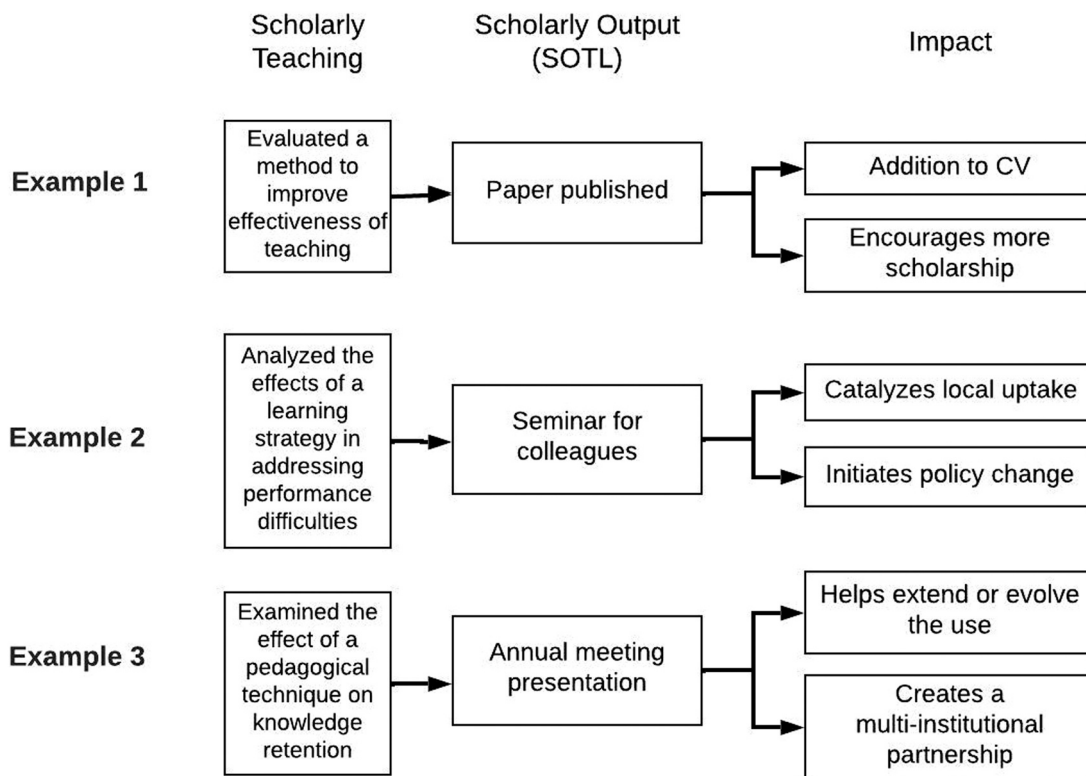 Scholarly
Teaching
Scholarly Output
(SOTL)
Impact
Example 1
Evaluated a
method to
improve
effectiveness of
teaching
Paper published
Addition to CV
Encourages more
scholarship
Example 2
Analyzed the
effects of a
learning
strategy in
addressing
performance
difficulties
Seminar for
colleagues
Catalyzes local uptake
Initiates policy change
Example 3
Examined the
effect of a
pedagogical
technique on
knowledge
retention
Annual meeting
presentation
Helps extend or evolve
the use
Creates a
multi-institutional
partnership